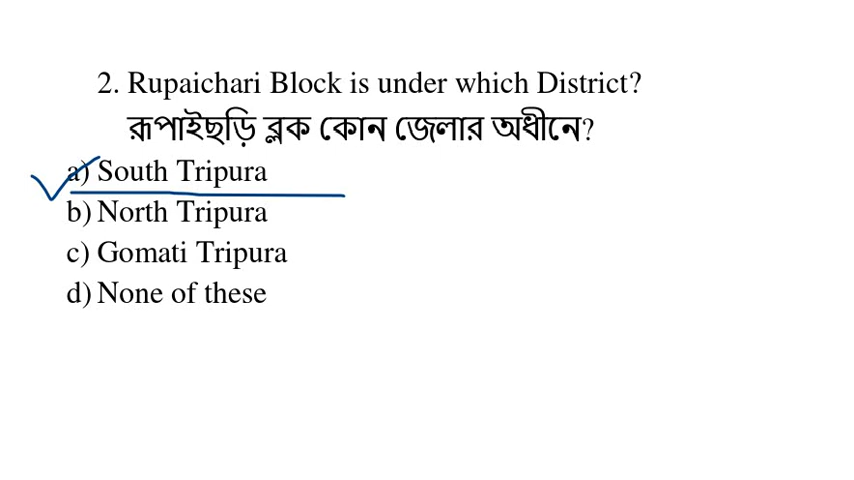 2. Rupaichari Block is under which District?
রূপাইছড়ি ব্লক কোন জেলার অধীনে?
a) South Tripura
b) North Tripura
c) Gomati Tripura
d) None of these